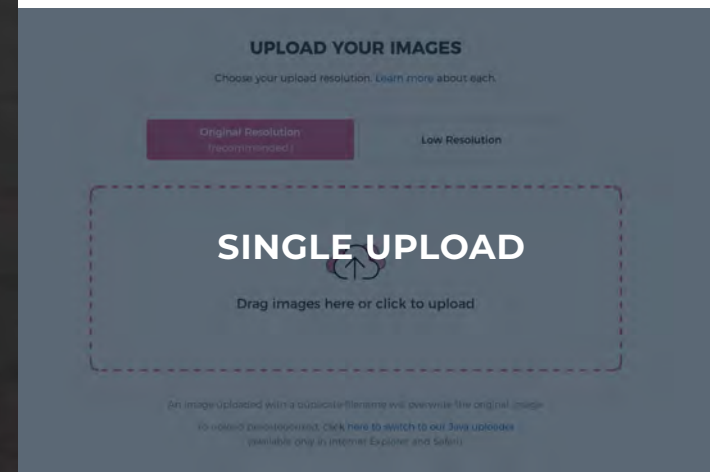 UPLOAD YOUR IMAGES
Choose your upload resolution. Learn more about each.
Original Resolution
(recommended)
Low Resolution
SINGLE UPLOAD
Drag images here or click to upload
An image uploaded with a duplicate filename will overwrite the original image
To upload click here to switch to our Java uploader
(available only in Internet Explorer and Safari)